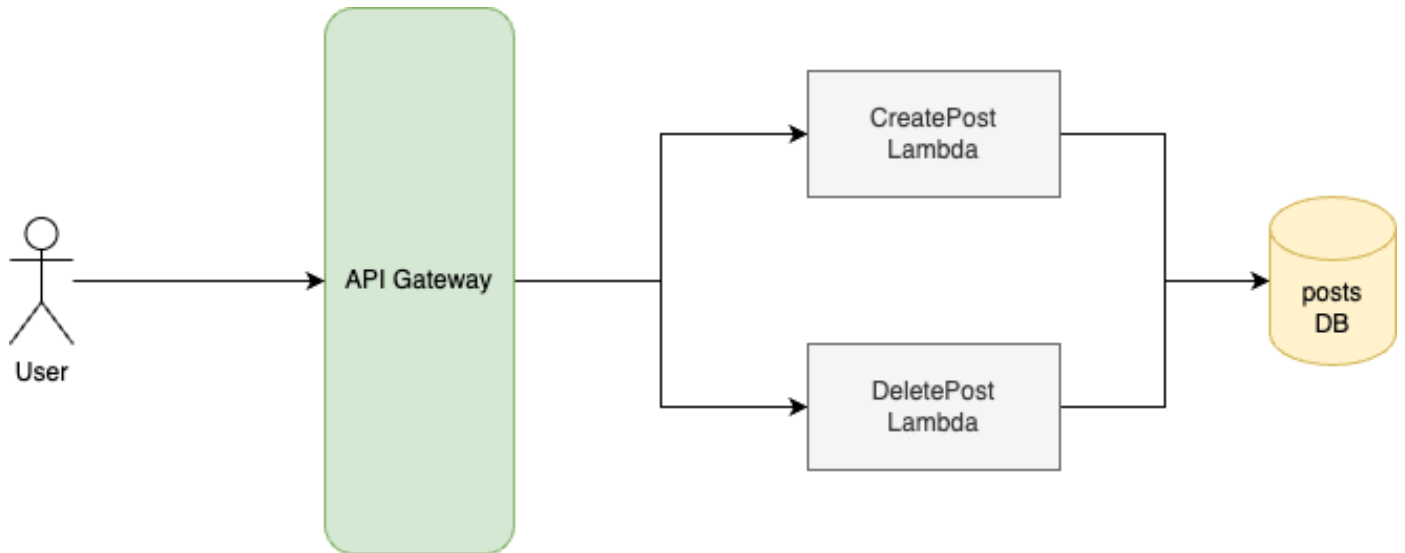 User
API Gateway
CreatePost
Lambda
DeletePost
Lambda
posts
DB